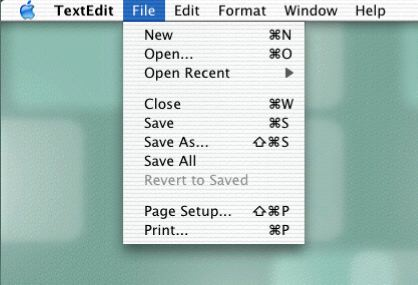 TextEdit File Edit Format Window Help
New ⌘N
Open... ⌘O
Open Recent ▶
Close ⌘W
Save ⌘S
Save As... ⇧⌘S
Save All
Revert to Saved
Page Setup... ⇧⌘P
Print... ⌘P